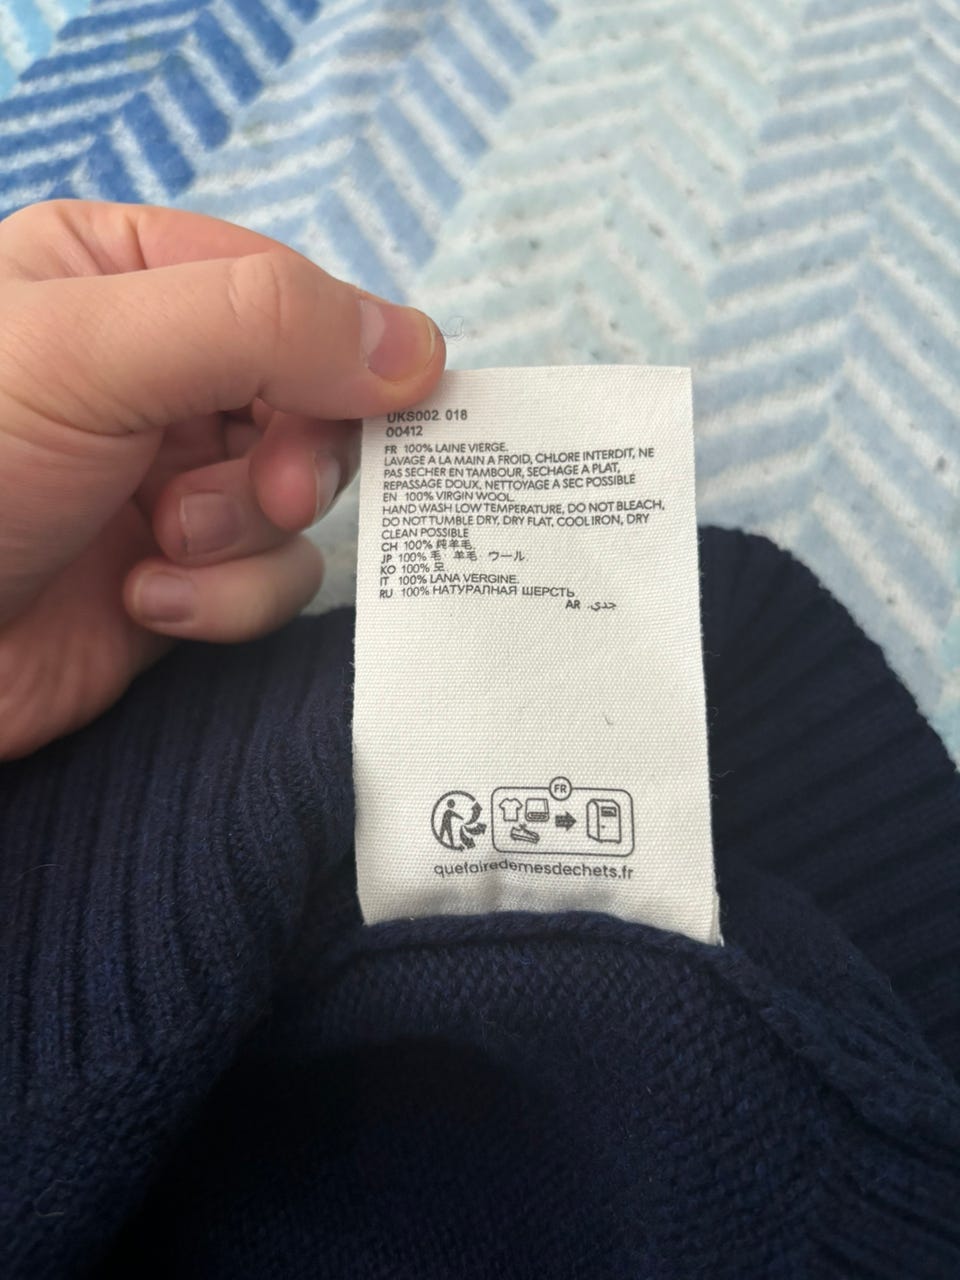 UKS002 018
00412
FR 100% LAINE VIERGE.
LAVAGE A LA MAIN A FROID, CHLORE INTERDIT, NE
PAS SECHER EN TAMBOUR, SECHAGE A PLAT,
REPASSAGE DOUX, NETTOYAGE A SEC POSSIBLE
EN 100% VIRGIN WOOL.
HAND WASH LOW TEMPERATURE, DO NOT BLEACH,
DO NOT TUMBLE DRY, DRY FLAT, COOL IRON, DRY
CLEAN POSSIBLE
CH 100% 纯羊毛
JP 100% 毛 羊毛 ウール
KO 100% 모
IT 100% LANA VERGINE.
RU 100% НАТУРАЛНАЯ ШЕРСТЬ
AR جدي.
FR
quefairedemesdechets.fr